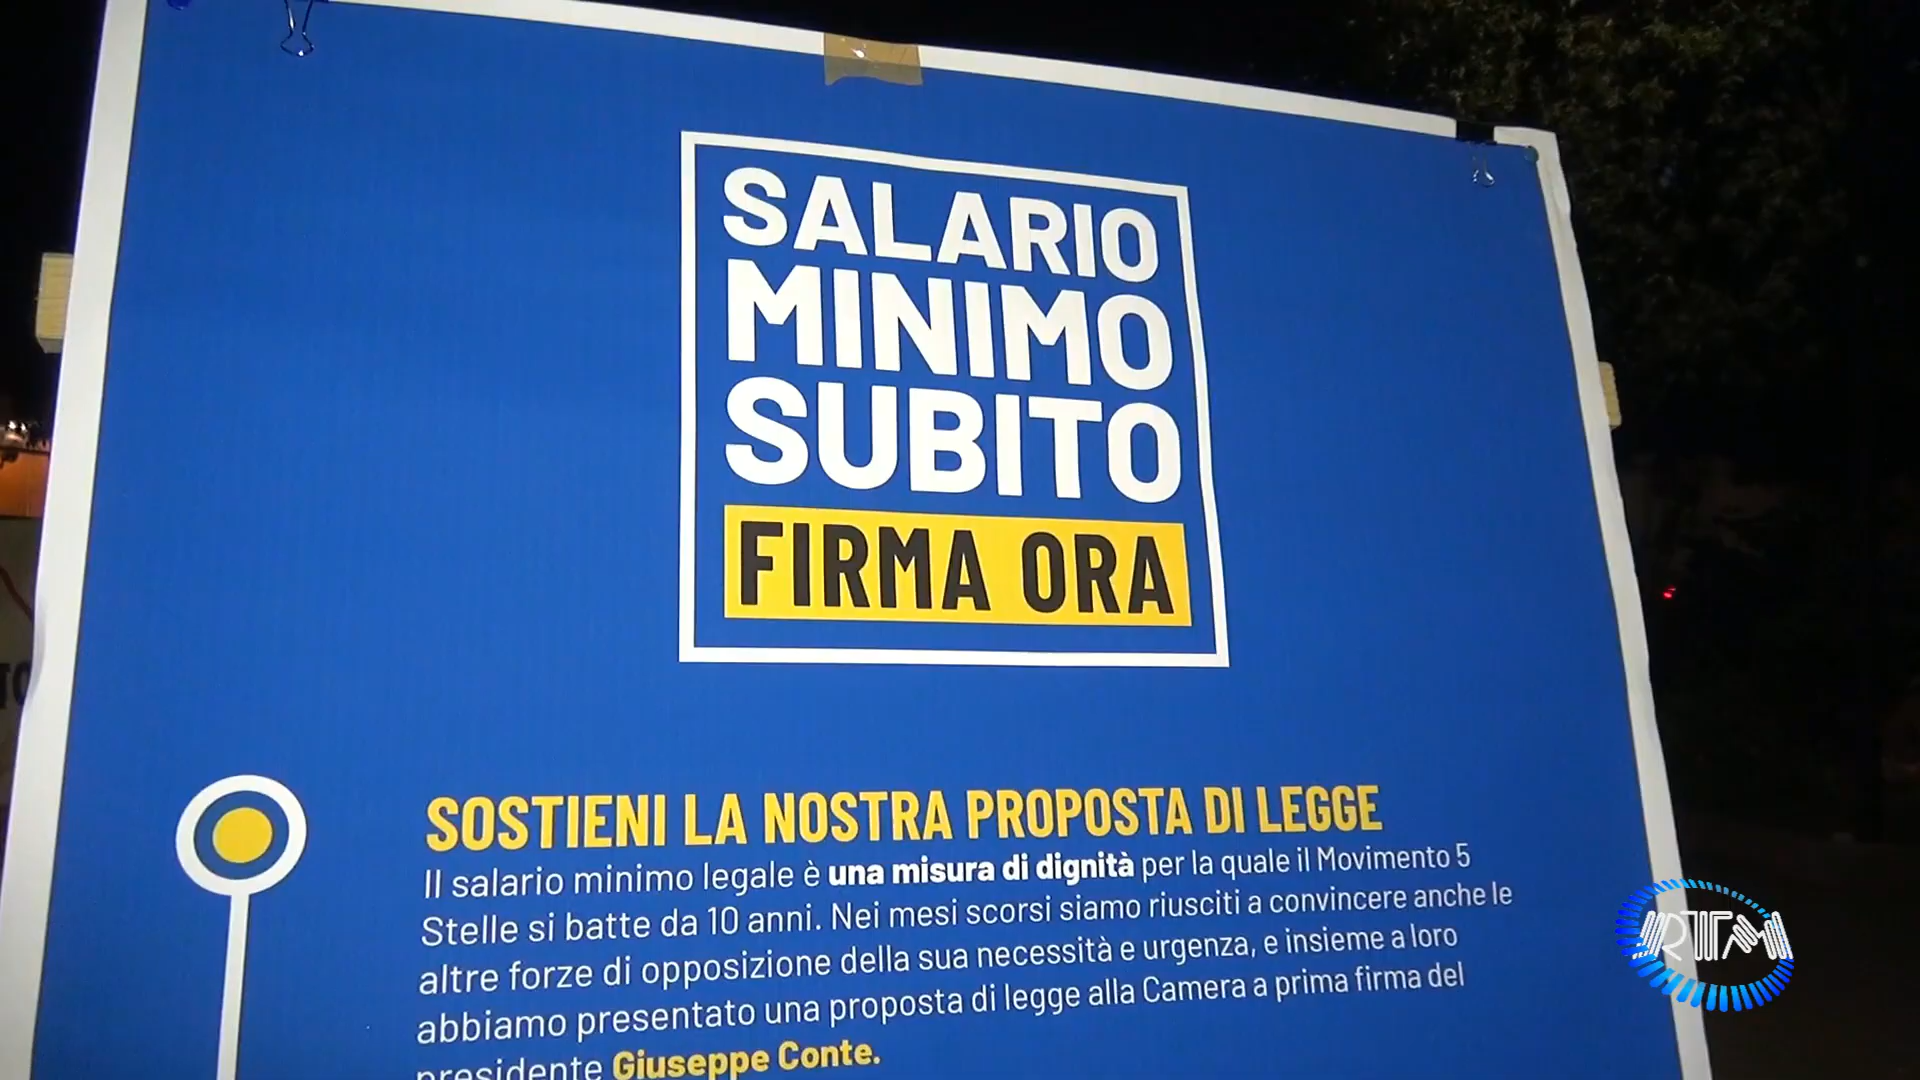 SALARIO
MINIMO
SUBITO
FIRMA ORA
SOSTIENI LA NOSTRA PROPOSTA DI LEGGE
Il salario minimo legale è una misura di dignità per la quale il Movimento 5
Stelle si batte da 10 anni. Nei mesi scorsi siamo riusciti a convincere anche le
altre forze di opposizione della sua necessità e urgenza, e insieme a loro
abbiamo presentato una proposta di legge alla Camera a prima firma del
presidente Giuseppe Conte.
RTM